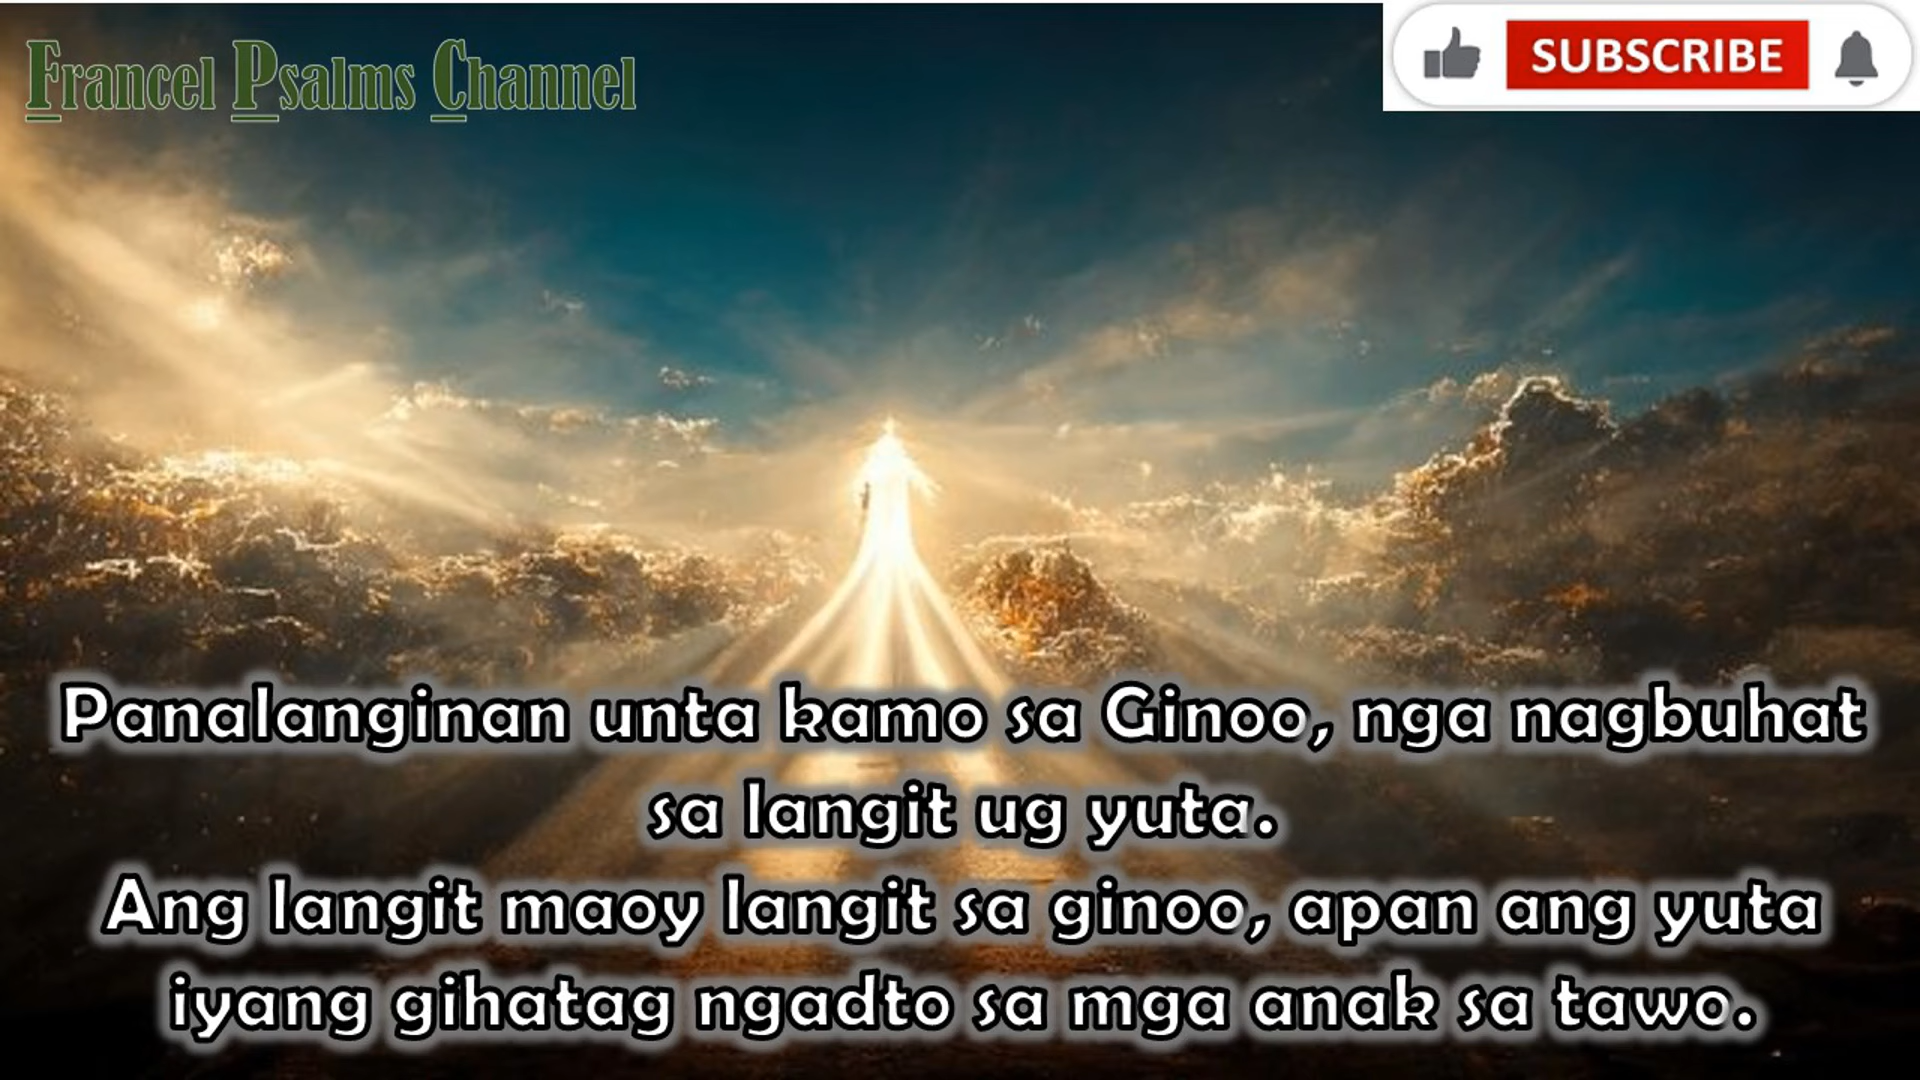 Francel Psalms Channel
SUBSCRIBE
Panalanginan unta kamo sa Ginoo, nga nagbuhat
sa langit ug yuta.
Ang langit maoy langit sa ginoo, apan ang yuta
iyang gihatag ngadto sa mga anak sa tawo.